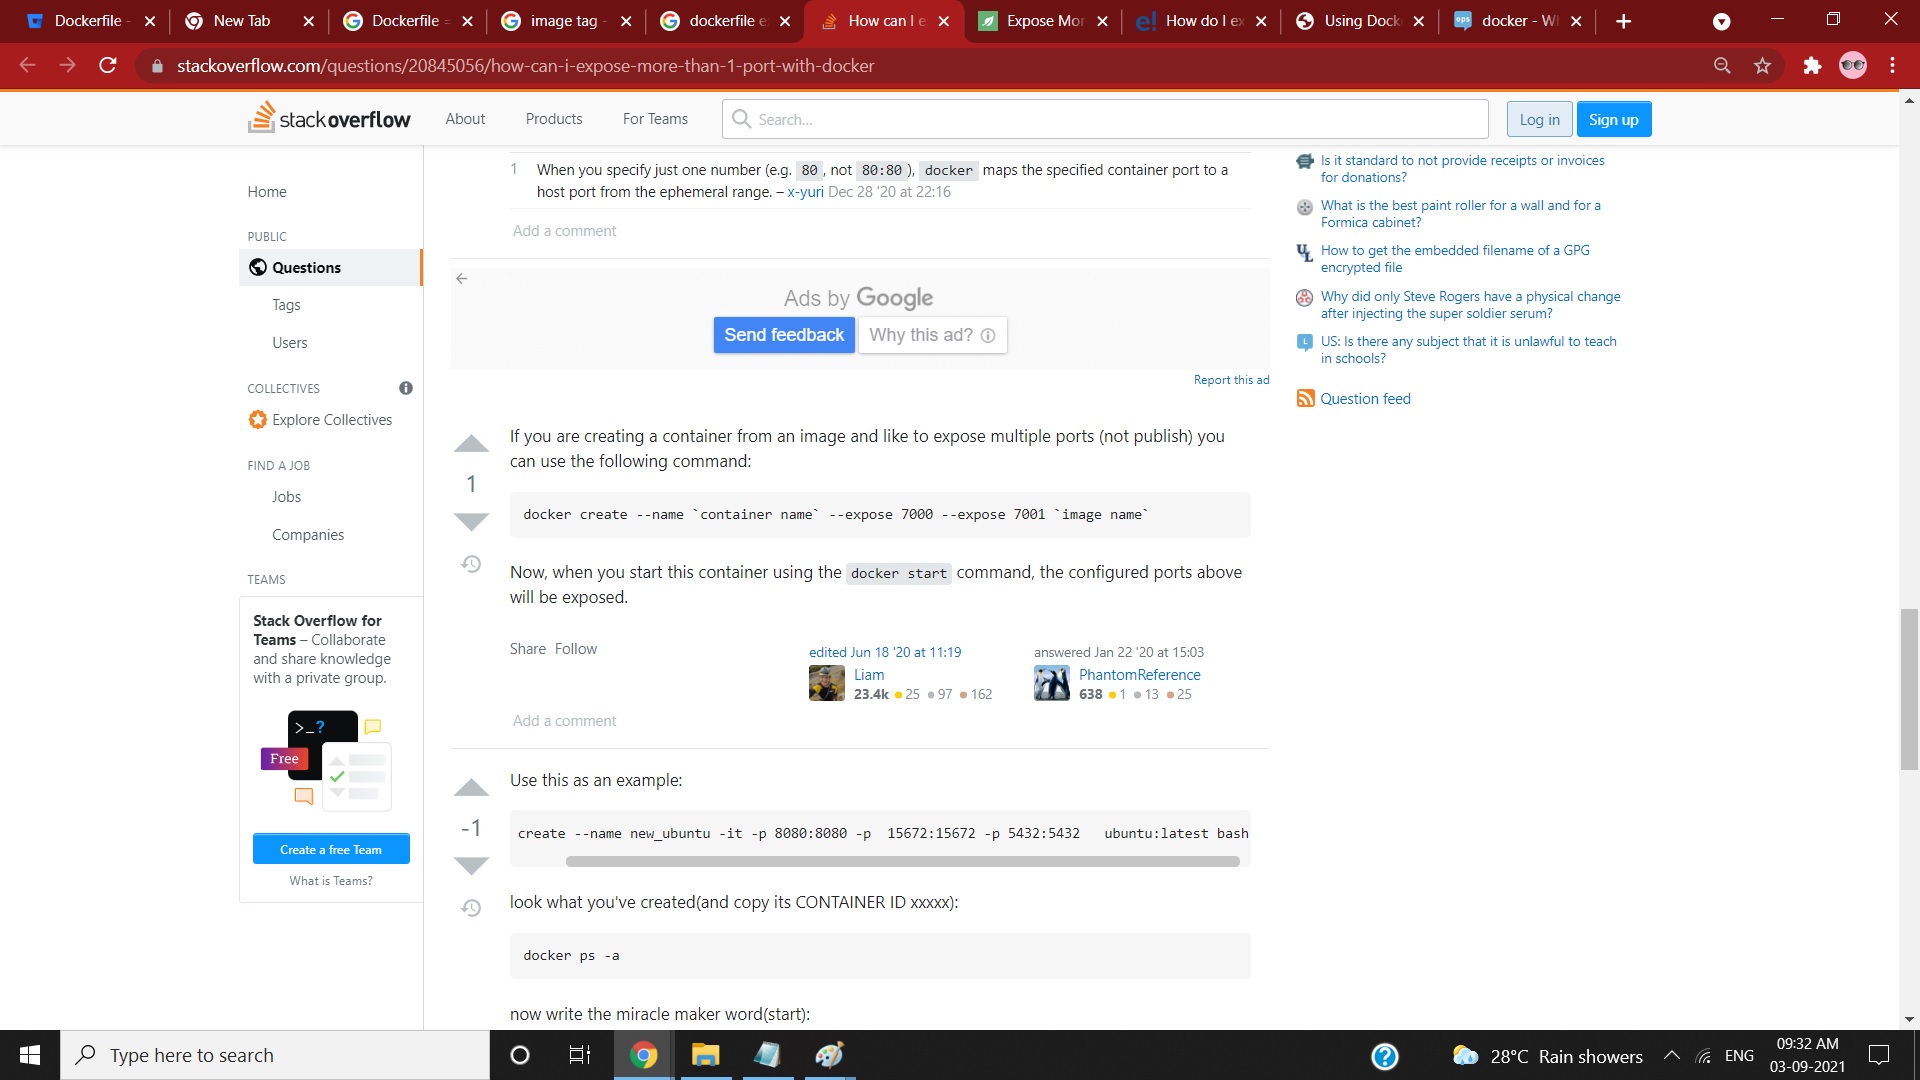 Dockerfile -
New Tab
Dockerfile
image tag -
dockerfile e
How can I e
Expose Mor
How do I ex
Using Dock
docker - W
stackoverflow.com/questions/20845056/how-can-i-expose-more-than-1-port-with-docker
stackoverflow
About
Products
For Teams
Search...
Log in
Sign up
Home
PUBLIC
Questions
Tags
Users
COLLECTIVES
Explore Collectives
FIND A JOB
Jobs
Companies
TEAMS
Stack Overflow for
Teams – Collaborate
and share knowledge
with a private group.
>_?
Free
Create a free Team
What is Teams?
1 When you specify just one number (e.g. 80 , not 80:80 ), docker maps the specified container port to a
host port from the ephemeral range. – x-yuri Dec 28 '20 at 22:16
Add a comment
Ads by Google
Send feedback
Why this ad?
Report this ad
1
If you are creating a container from an image and like to expose multiple ports (not publish) you
can use the following command:
docker create --name `container name` --expose 7000 --expose 7001 `image name`
Now, when you start this container using the docker start command, the configured ports above
will be exposed.
Share Follow
edited Jun 18 '20 at 11:19
Liam
23.4k 25 97 162
answered Jan 22 '20 at 15:03
PhantomReference
638 1 13 25
Add a comment
-1
Use this as an example:
create --name new_ubuntu -it -p 8080:8080 -p  15672:15672 -p 5432:5432   ubuntu:latest bash
look what you've created(and copy its CONTAINER ID xxxxx):
docker ps -a
now write the miracle maker word(start):
Is it standard to not provide receipts or invoices
for donations?
What is the best paint roller for a wall and for a
Formica cabinet?
How to get the embedded filename of a GPG
encrypted file
Why did only Steve Rogers have a physical change
after injecting the super soldier serum?
US: Is there any subject that it is unlawful to teach
in schools?
Question feed
Type here to search
28°C Rain showers
ENG
09:32 AM
03-09-2021